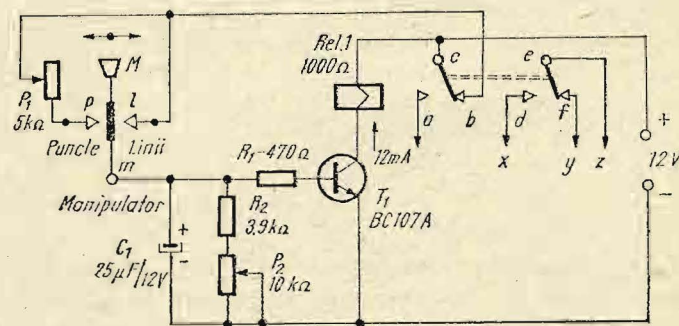 M
P₁
5kΩ
p
l
Puncle
Linii
m
Manipulator
C₁
25μF/12V
+
-
R₁-470Ω
R₂
3.9kΩ
P₂
10kΩ
Rel.1
1000Ω
12mA
T₁
BC107A
c
a
b
e
d
f
x
y
z
+
12V
-